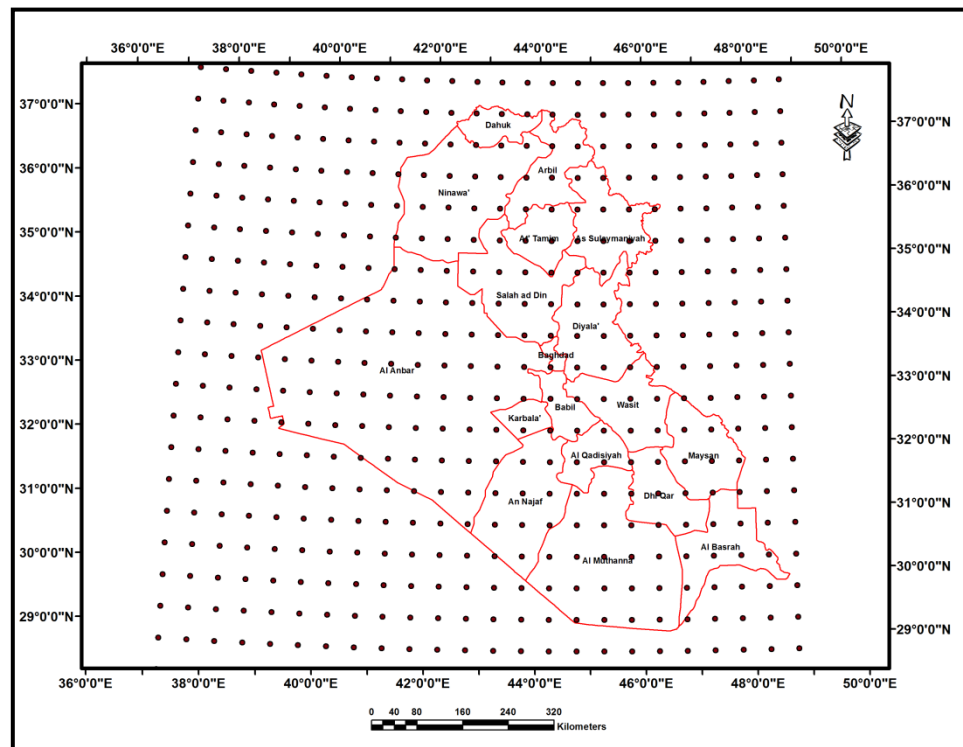 36°0'0"E 38°0'0"E 40°0'0"E 42°0'0"E 44°0'0"E 46°0'0"E 48°0'0"E 50°0'0"E
N
37°0'0"N 37°0'0"N
Dahuk
36°0'0"N 36°0'0"N
Arbil
Ninawa'
35°0'0"N 35°0'0"N
At' Tamim As Sulaymaniyah
34°0'0"N 34°0'0"N
Salah ad Din
Diyala'
33°0'0"N 33°0'0"N
Baghdad
Al Anbar
32°0'0"N 32°0'0"N
Babil Wasit
Karbala'
Al Qadisiyah Maysan
31°0'0"N 31°0'0"N
An Najaf Dhi Qar
30°0'0"N 30°0'0"N
Al Muthanna Al Basrah
29°0'0"N 29°0'0"N
36°0'0"E 38°0'0"E 40°0'0"E 42°0'0"E 44°0'0"E 46°0'0"E 48°0'0"E 50°0'0"E
0 40 80 160 240 320
Kilometers